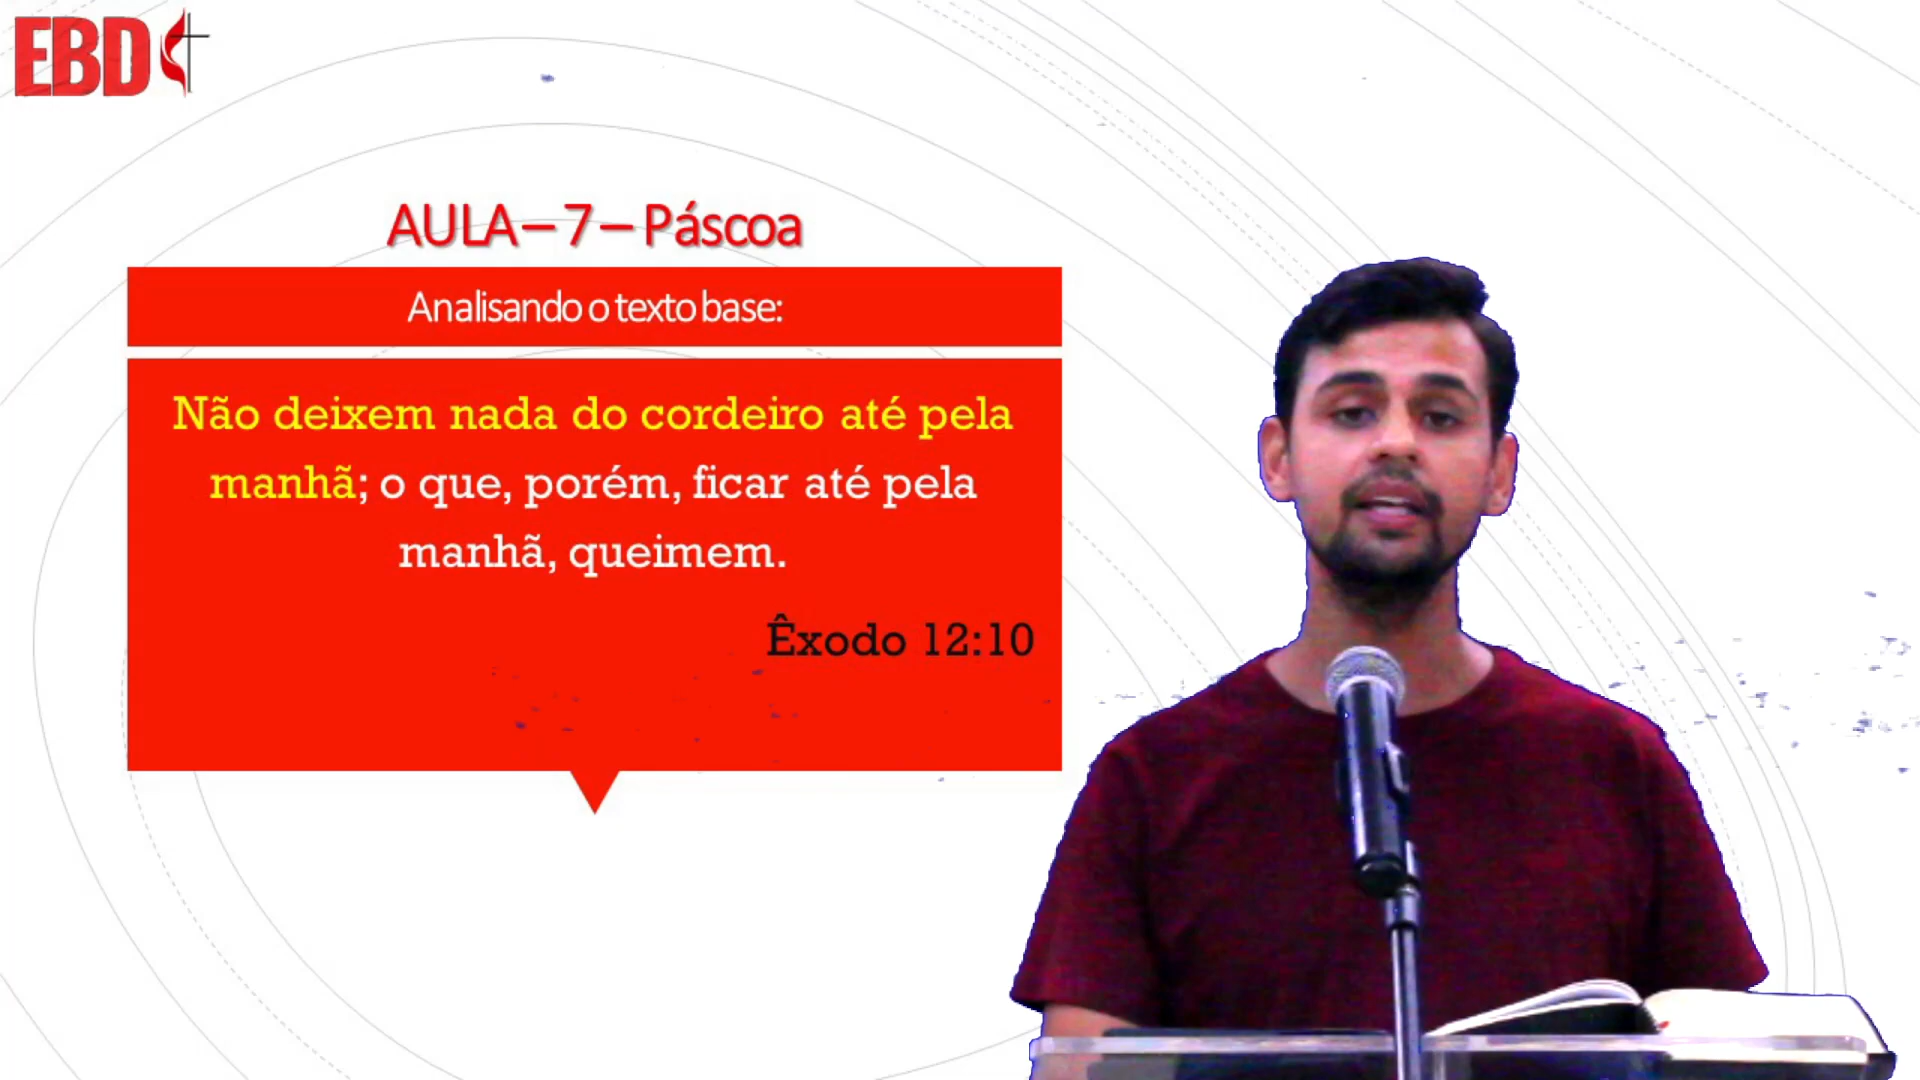 EBD
AULA – 7 – Páscoa
Analisando o texto base:
Não deixem nada do cordeiro até pela
manhã; o que, porém, ficar até pela
manhã, queimem.
Êxodo 12:10